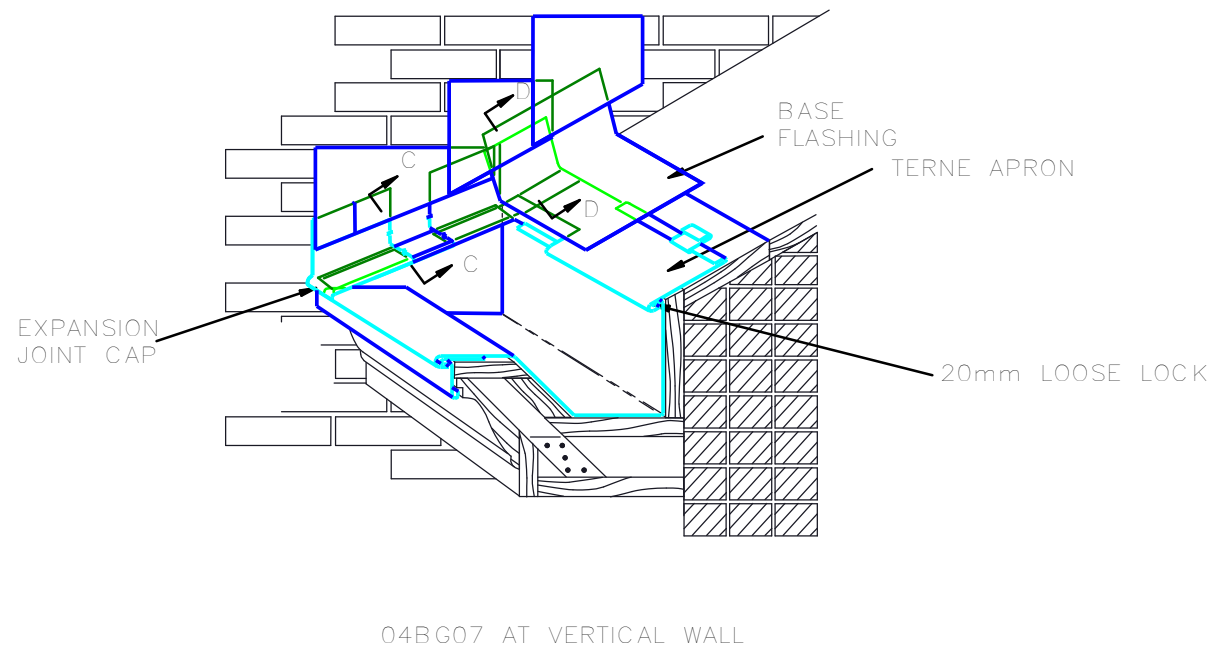 D
C
BASE
FLASHING
TERNE APRON
D
C
EXPANSION
JOINT CAP
20mm LOOSE LOCK
04BG07 AT VERTICAL WALL